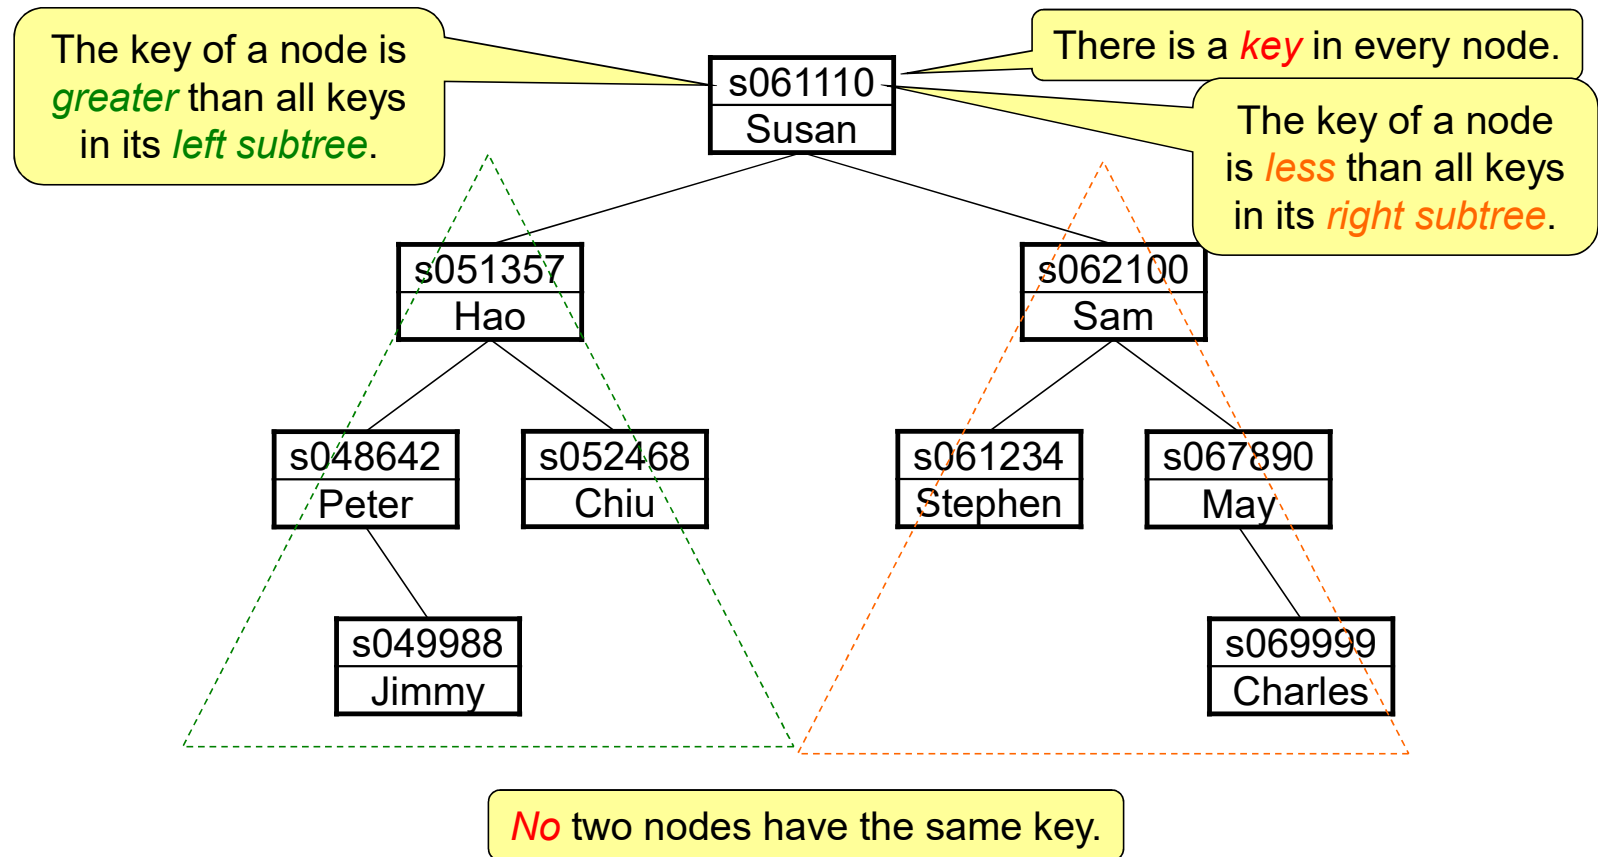 The key of a node is
greater than all keys
in its left subtree.
There is a key in every node.
The key of a node
is less than all keys
in its right subtree.
s061110
Susan
s051357
Hao
s062100
Sam
s048642
Peter
s052468
Chiu
s061234
Stephen
s067890
May
s049988
Jimmy
s069999
Charles
No two nodes have the same key.